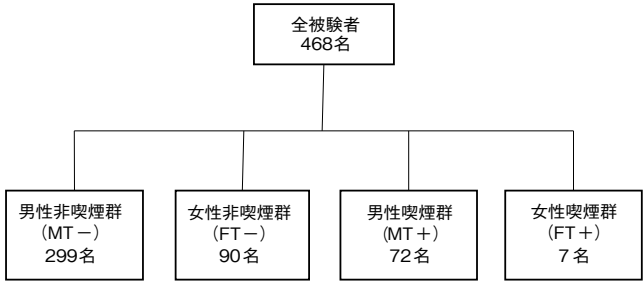 全被験者
468名
男性非喫煙群
（MT－）
299名
女性非喫煙群
（FT－）
90名
男性喫煙群
（MT＋）
72名
女性喫煙群
（FT＋）
7名